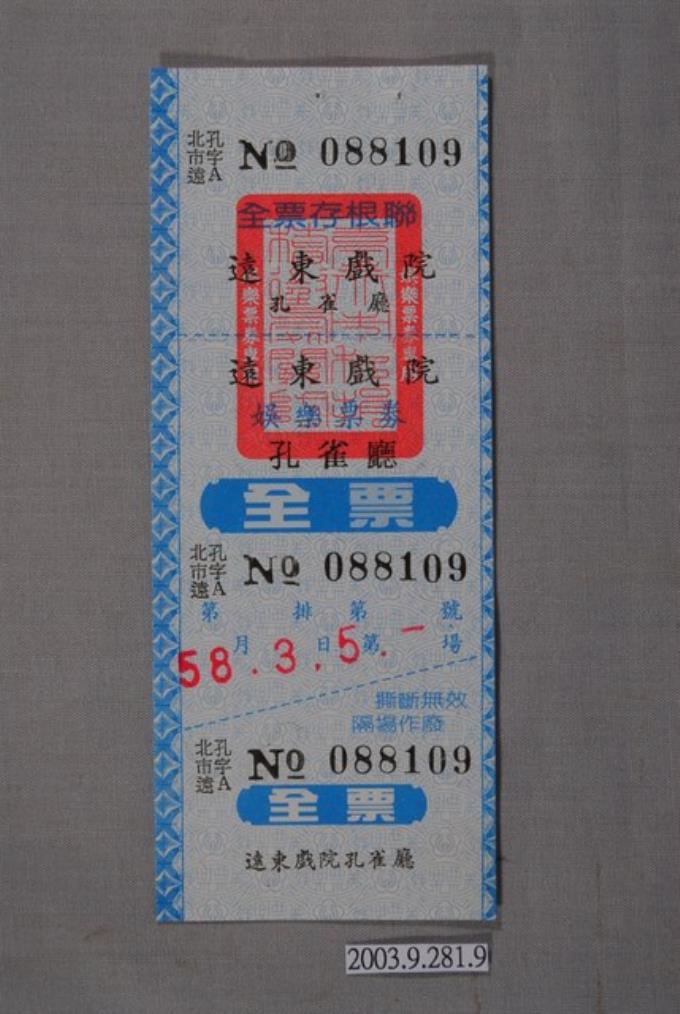 北市遠 孔字A № 088109
全票存根聯
遠東戲院
孔雀廳
遠東戲院
娛樂票券
孔雀廳
全票
北市遠 孔字A № 088109
第 排 第 號
月 日 第 場
58.3.5.一
撕斷無效
隔場作廢
北市遠 孔字A № 088109
全票
遠東戲院孔雀廳
2003.9.281.9